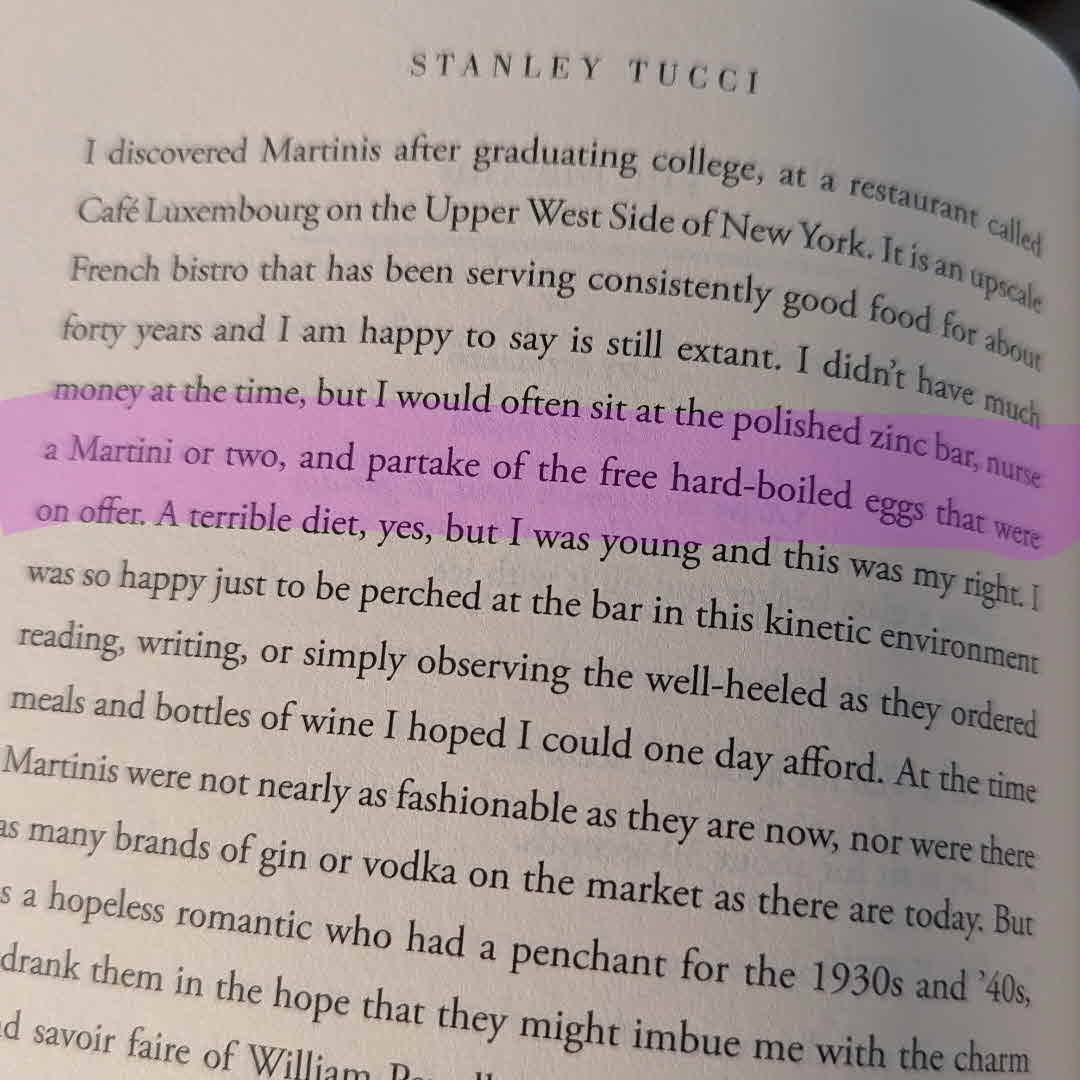 STANLEY TUCCI
I discovered Martinis after graduating college, at a restaurant called
Café Luxembourg on the Upper West Side of New York. It is an upscale
French bistro that has been serving consistently good food for about
forty years and I am happy to say is still extant. I didn't have much
money at the time, but I would often sit at the polished zinc bar, nurse
a Martini or two, and partake of the free hard-boiled eggs that were
on offer. A terrible diet, yes, but I was young and this was my right. I
was so happy just to be perched at the bar in this kinetic environment
reading, writing, or simply observing the well-heeled as they ordered
meals and bottles of wine I hoped I could one day afford. At the time
Martinis were not nearly as fashionable as they are now, nor were there
as many brands of gin or vodka on the market as there are today. But
a hopeless romantic who had a penchant for the 1930s and '40s,
drank them in the hope that they might imbue me with the charm
savoir faire of William